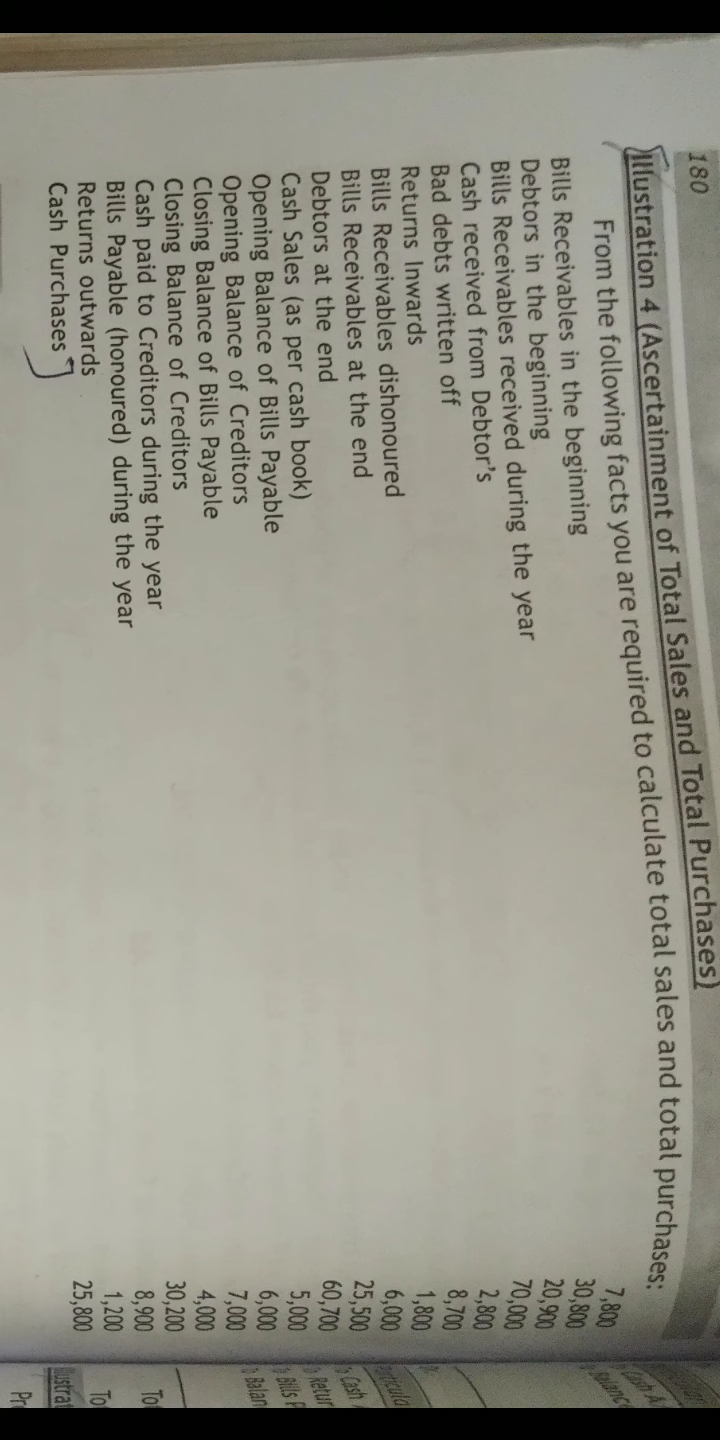 180
Illustration 4 (Ascertainment of Total Sales and Total Purchases)
From the following facts you are required to calculate total sales and total purchases:
Bills Receivables in the beginning 7,800
Debtors in the beginning 30,800
Bills Receivables received during the year 20,900
Cash received from Debtor's 70,000
Bad debts written off 2,800
Returns Inwards 8,700
Bills Receivables dishonoured 1,800
Bills Receivables at the end 6,000
Debtors at the end 25,500
Cash Sales (as per cash book) 60,700
Opening Balance of Bills Payable 5,000
Opening Balance of Creditors 6,000
Closing Balance of Bills Payable 7,000
Closing Balance of Creditors 4,000
Cash paid to Creditors during the year 30,200
Bills Payable (honoured) during the year 8,900
Returns outwards 1,200
Cash Purchases 25,800